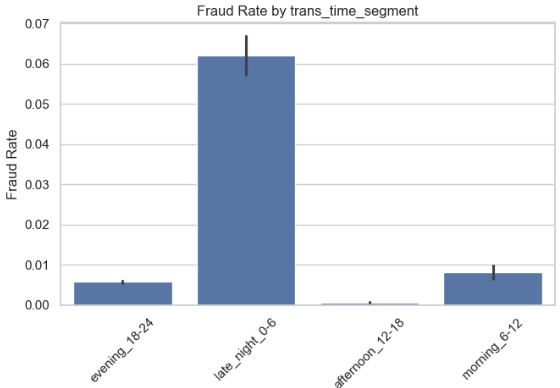 Fraud Rate by trans_time_segment
0.07
0.06
0.05
0.04
0.03
0.02
0.01
0.00
Fraud Rate
evening_18-24
late_night_0-6
afternoon_12-18
morning_6-12